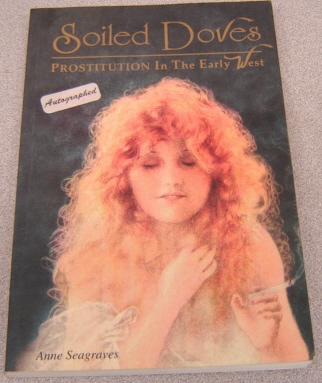 Soiled Doves
PROSTITUTION In The Early West
Autographed
Anne Seagraves